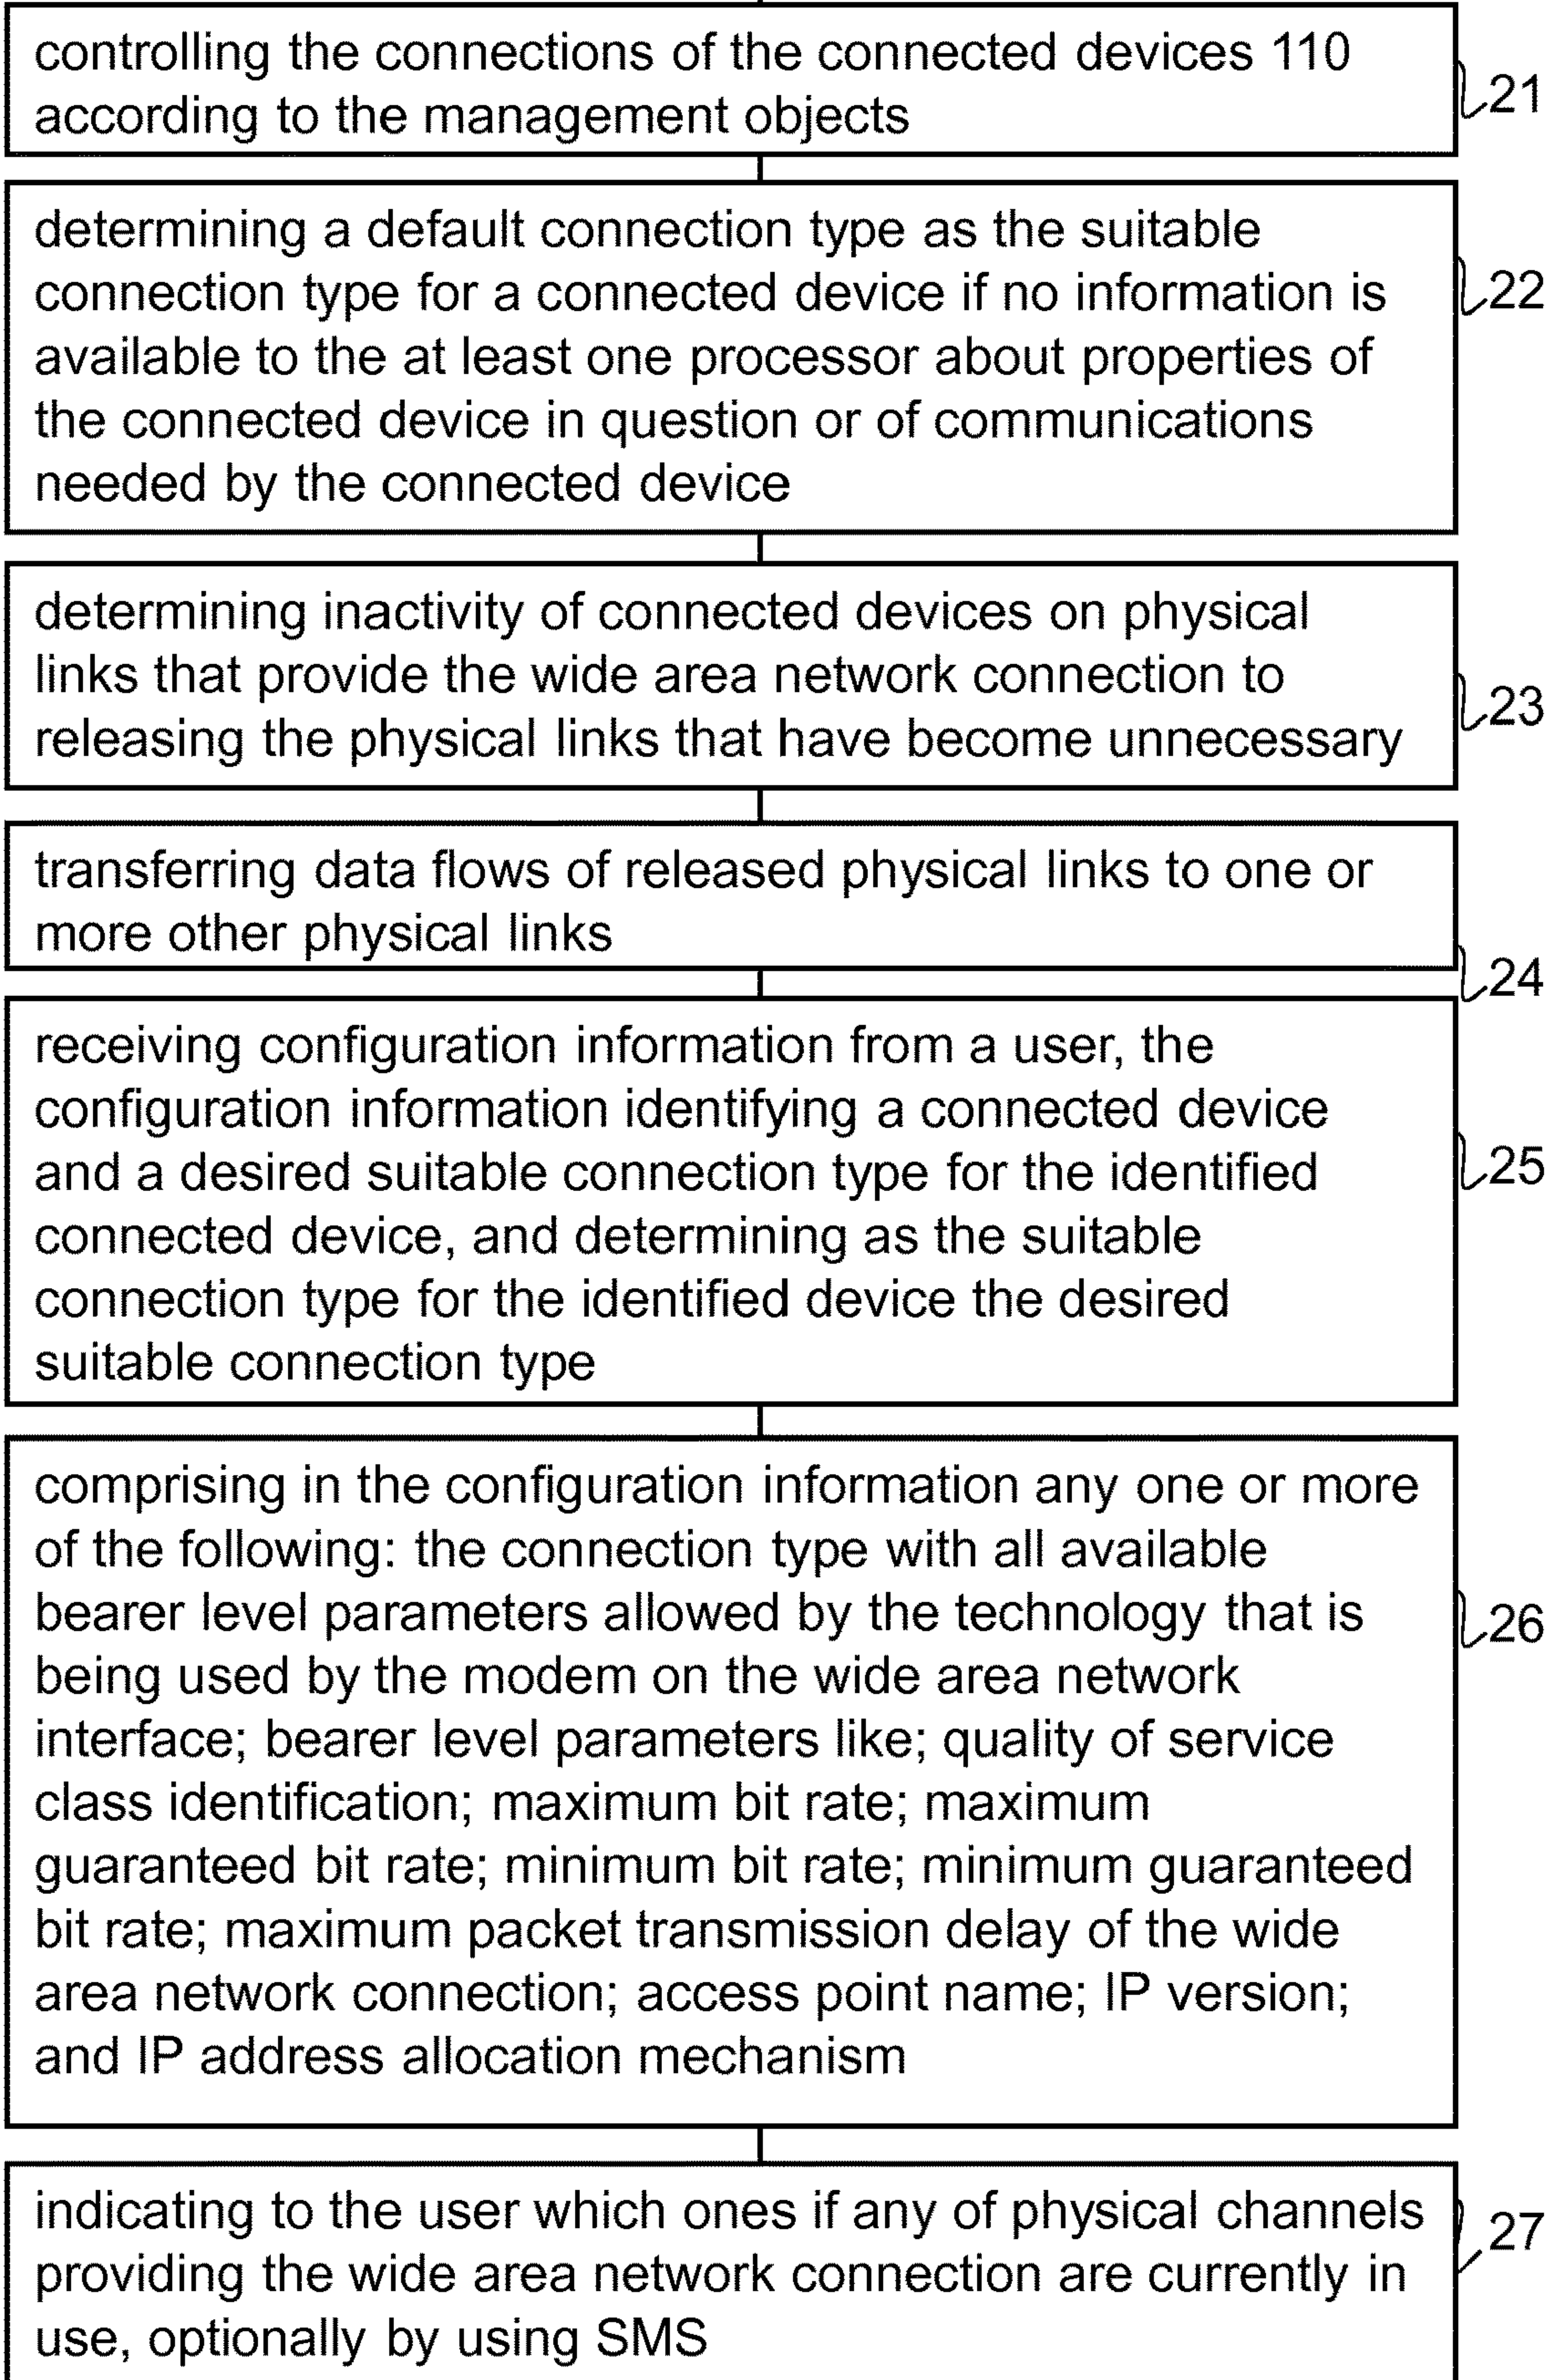 controlling the connections of the connected devices 110
according to the management objects
21
determining a default connection type as the suitable
connection type for a connected device if no information is
available to the at least one processor about properties of
the connected device in question or of communications
needed by the connected device
22
determining inactivity of connected devices on physical
links that provide the wide area network connection to
releasing the physical links that have become unnecessary
23
transferring data flows of released physical links to one or
more other physical links
24
receiving configuration information from a user, the
configuration information identifying a connected device
and a desired suitable connection type for the identified
connected device, and determining as the suitable
connection type for the identified device the desired
suitable connection type
25
comprising in the configuration information any one or more
of the following: the connection type with all available
bearer level parameters allowed by the technology that is
being used by the modem on the wide area network
interface; bearer level parameters like; quality of service
class identification; maximum bit rate; maximum
guaranteed bit rate; minimum bit rate; minimum guaranteed
bit rate; maximum packet transmission delay of the wide
area network connection; access point name; IP version;
and IP address allocation mechanism
26
indicating to the user which ones if any of physical channels
providing the wide area network connection are currently in
use, optionally by using SMS
27